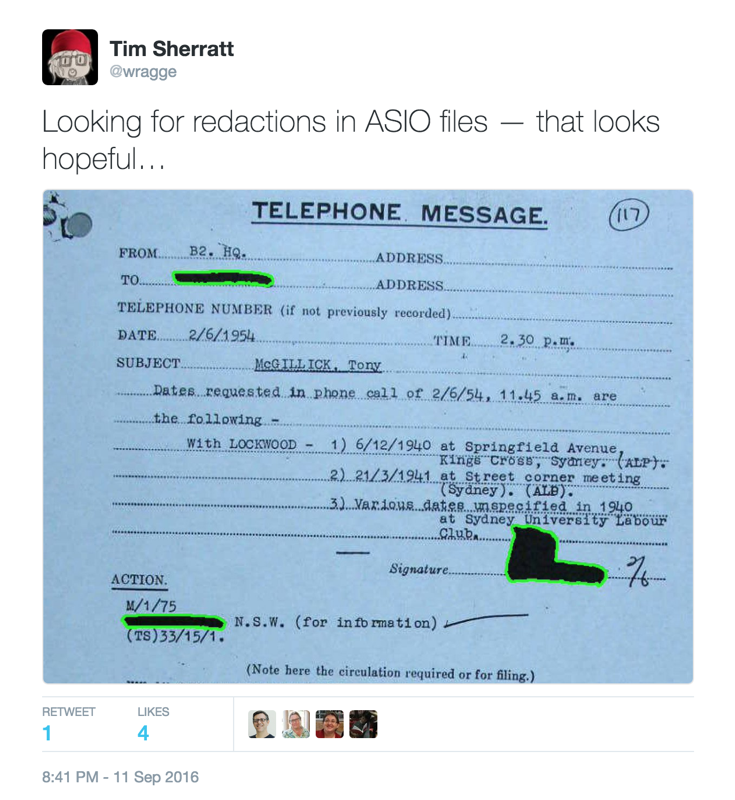 Tim Sherratt
@wragge
Looking for redactions in ASIO files — that looks
hopeful...
TELEPHONE MESSAGE.
117
FROM B2. HQ. ADDRESS
TO ADDRESS
TELEPHONE NUMBER (if not previously recorded)
DATE 2/6/1954 TIME 2.30 p.m.
SUBJECT McGILLICK, Tony
Dates requested in phone call of 2/6/54, 11.45 a.m. are
the following -
With LOCKWOOD - 1) 6/12/1940 at Springfield Avenue,
Kings Cross, Sydney. (ALP).
2) 21/3/1941 at Street corner meeting
(Sydney). (ALB).
3) Various dates unspecified in 1940
at Sydney University Labour
Club.
Signature 2/6
ACTION.
M/1/75
N.S.W. (for information)
(TS)33/15/1.
(Note here the circulation required or for filing.)
RETWEET LIKES
1 4
8:41 PM - 11 Sep 2016